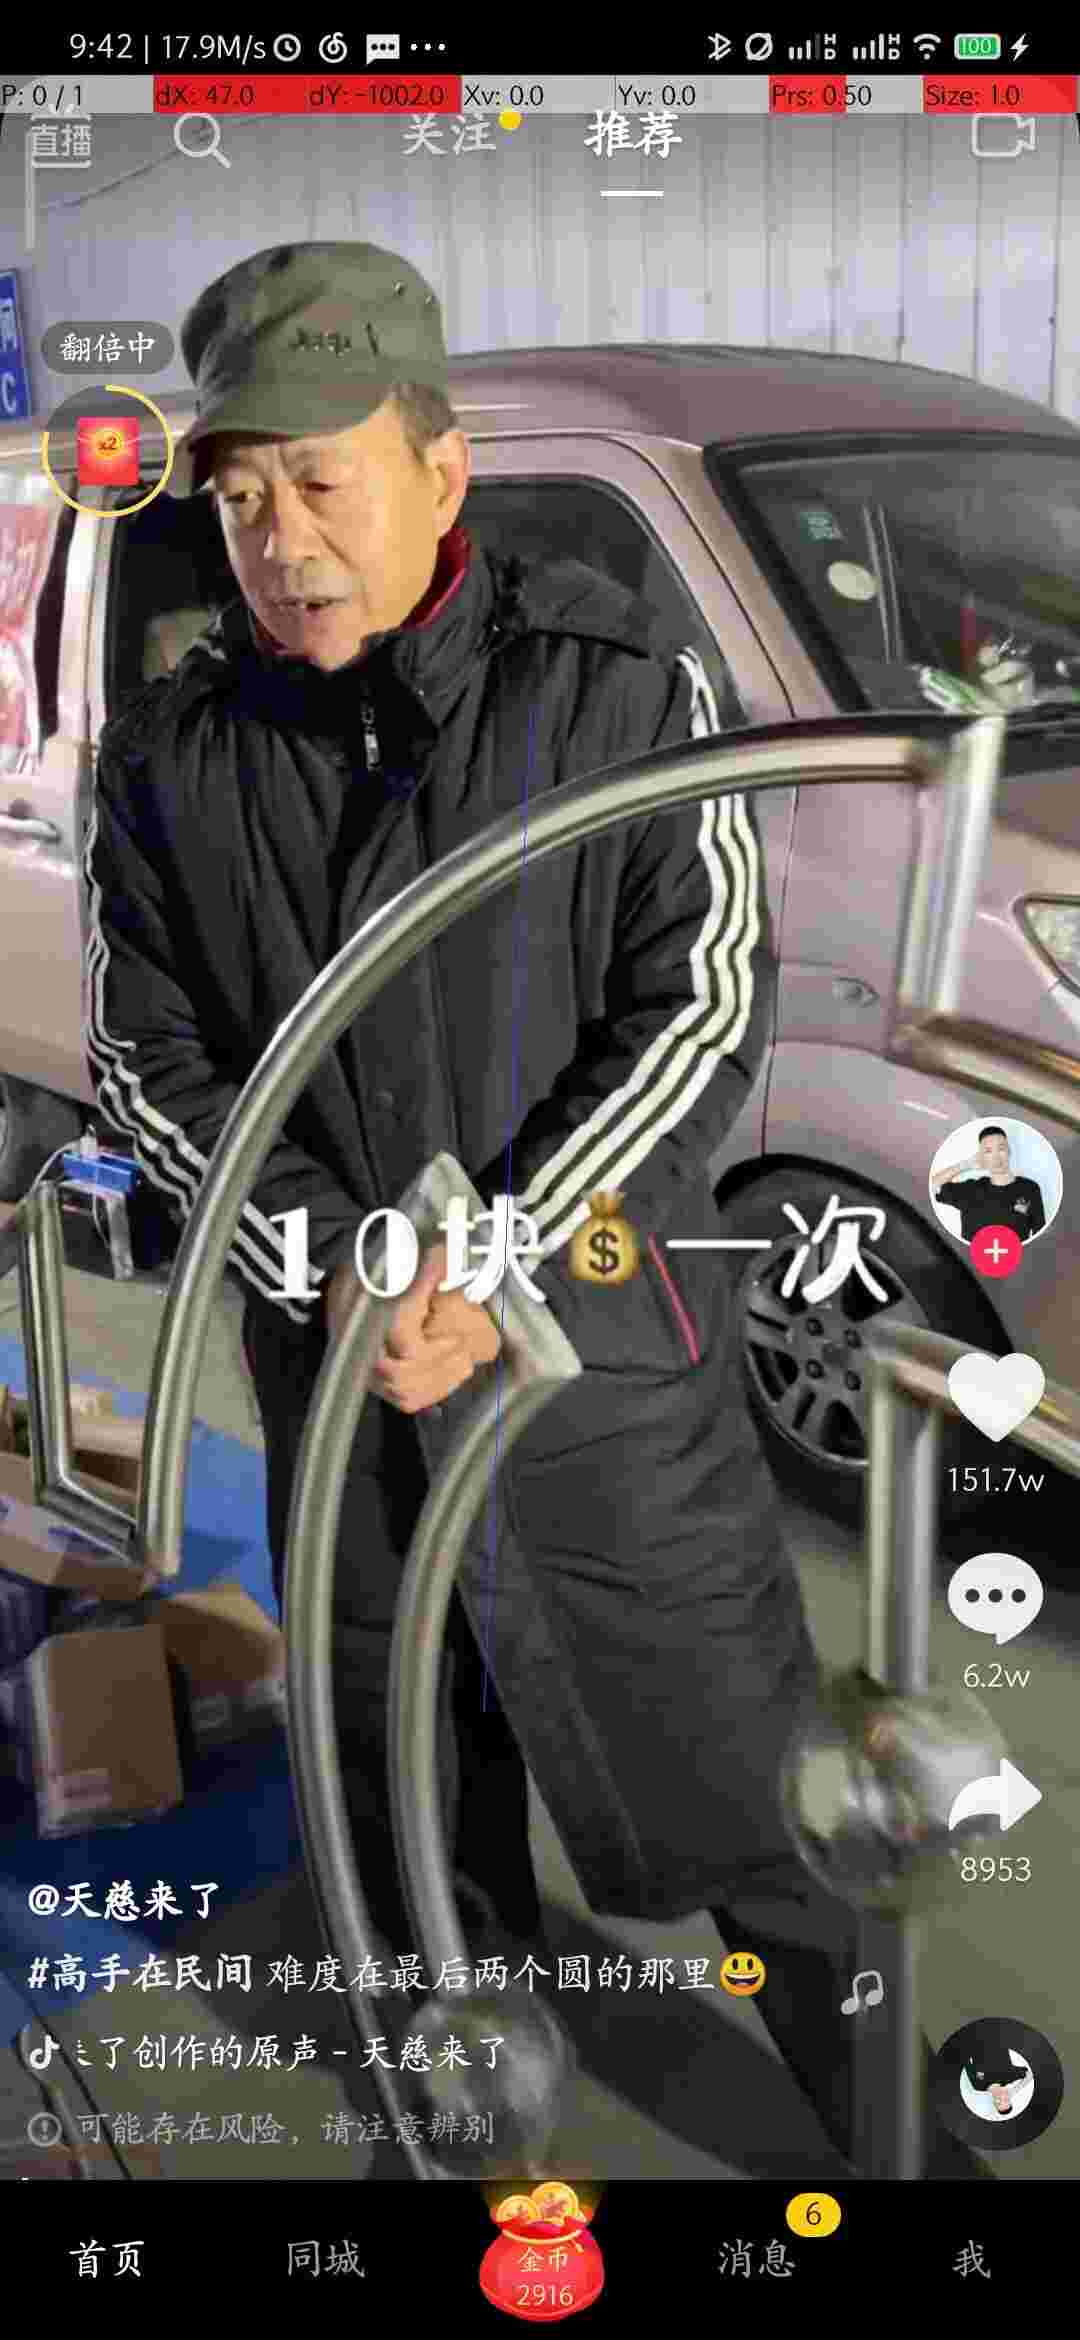 9:42 | 17.9M/s
100
P: 0 / 1
dX: 47.0
dY: -1002.0
Xv: 0.0
Yv: 0.0
Prs: 0.50
Size: 1.0
直播
关注
推荐
翻倍中
x2
10块💰一次
151.7w
6.2w
8953
@天慈来了
#高手在民间 难度在最后两个圆的那里😃
了创作的原声 - 天慈来了
可能存在风险，请注意辨别
首页
同城
金币
2916
消息
6
我